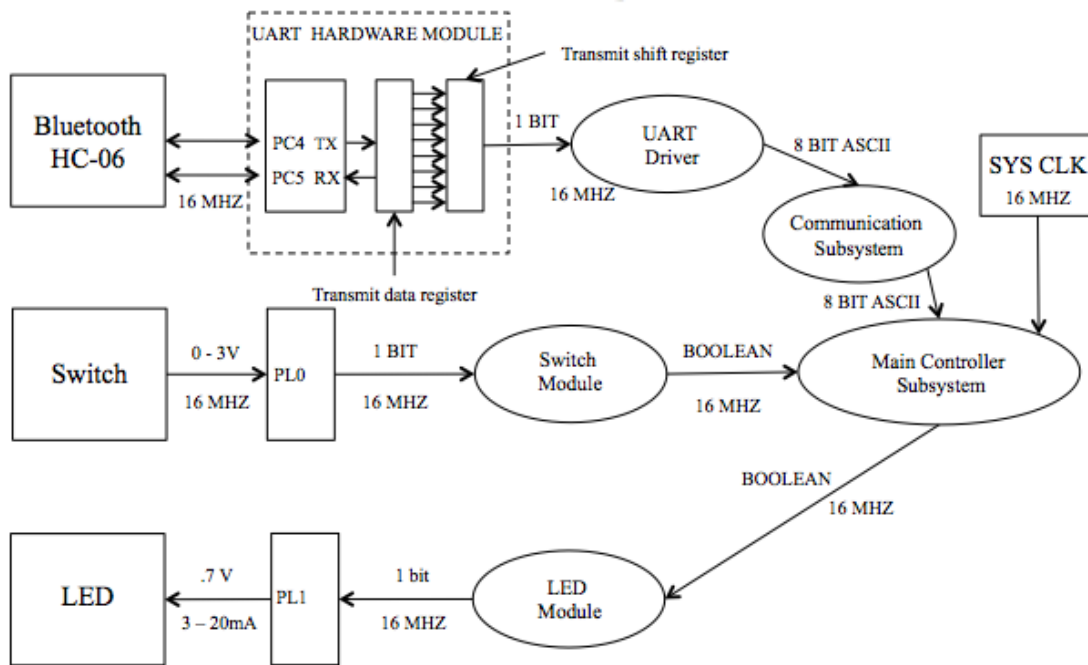 UART HARDWARE MODULE
Transmit shift register
Bluetooth
HC-06
PC4 TX
PC5 RX
16 MHZ
1 BIT
16 MHZ
UART
Driver
8 BIT ASCII
SYS CLK
16 MHZ
Communication
Subsystem
Transmit data register
8 BIT ASCII
Switch
0 - 3V
16 MHZ
PL0
1 BIT
16 MHZ
Switch
Module
BOOLEAN
16 MHZ
Main Controller
Subsystem
BOOLEAN
16 MHZ
LED
.7 V
3 – 20mA
PL1
1 bit
16 MHZ
LED
Module